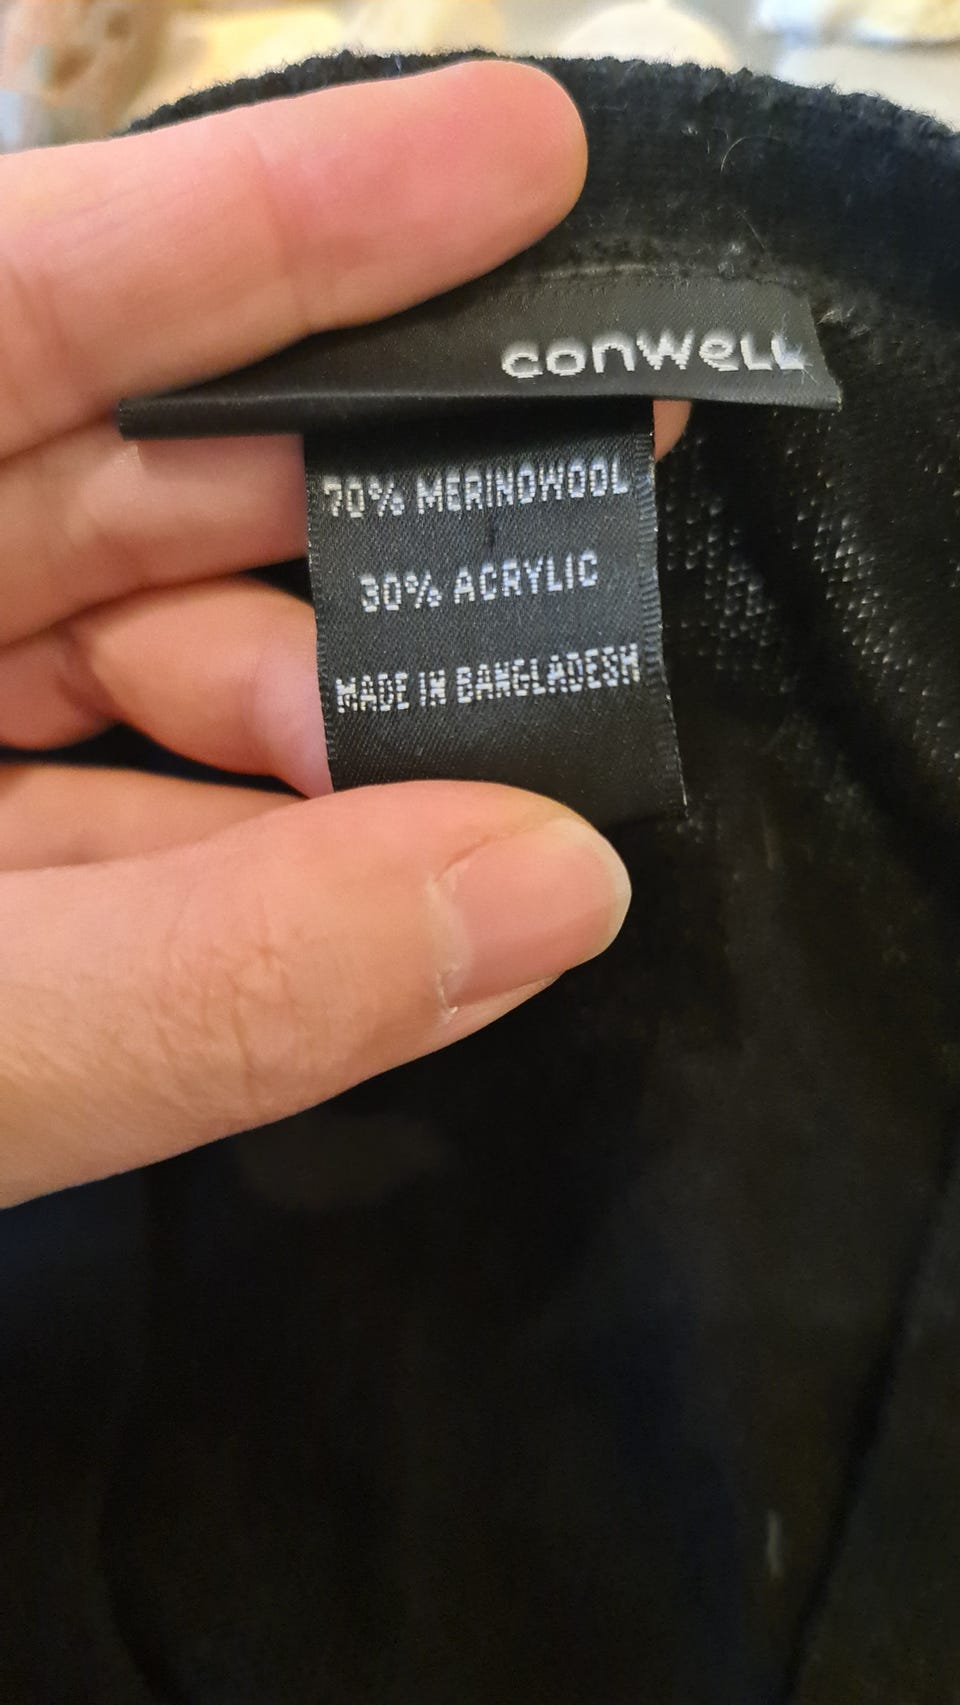 conwell
70% MERINOWOOL
30% ACRYLIC
MADE IN BANGLADESH